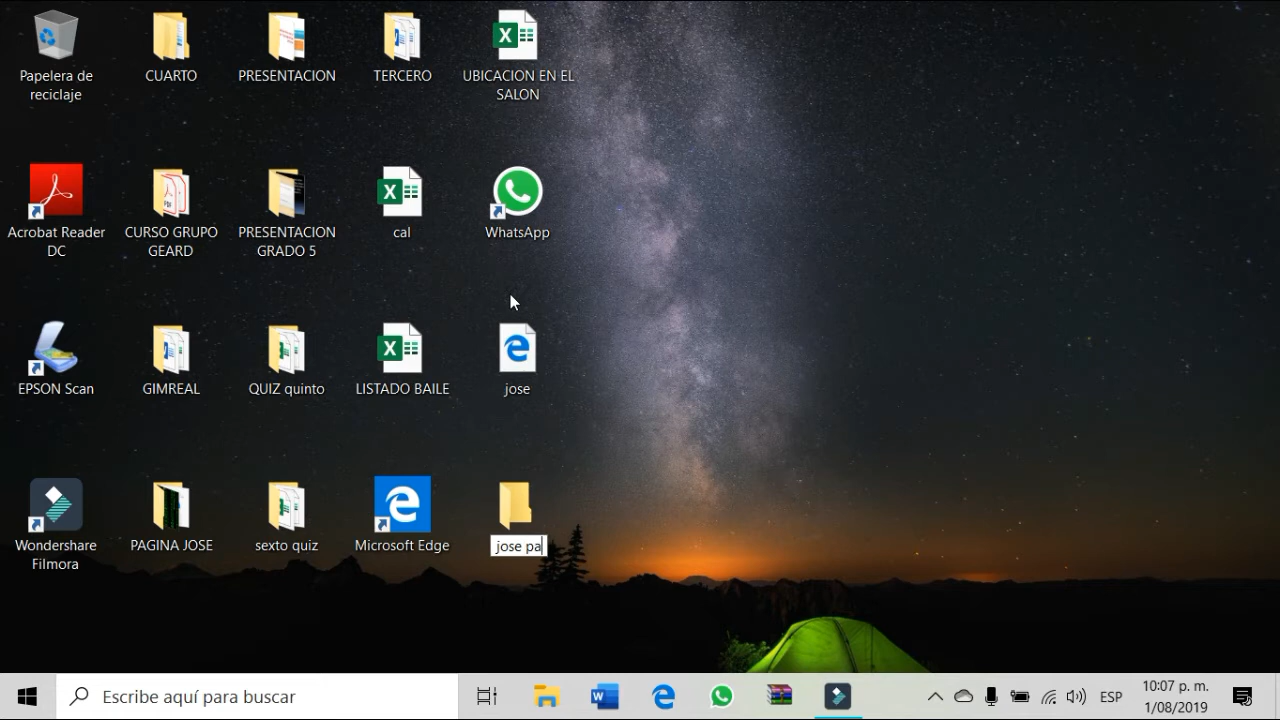 Papelera de
reciclaje
CUARTO
PRESENTACION
TERCERO
UBICACION EN EL
SALON
Acrobat Reader
DC
CURSO GRUPO
GEARD
PRESENTACION
GRADO 5
cal
WhatsApp
EPSON Scan
GIMREAL
QUIZ quinto
LISTADO BAILE
jose
Wondershare
Filmora
PAGINA JOSE
sexto quiz
Microsoft Edge
jose pa
Escribe aquí para buscar
ESP
10:07 p. m.
1/08/2019